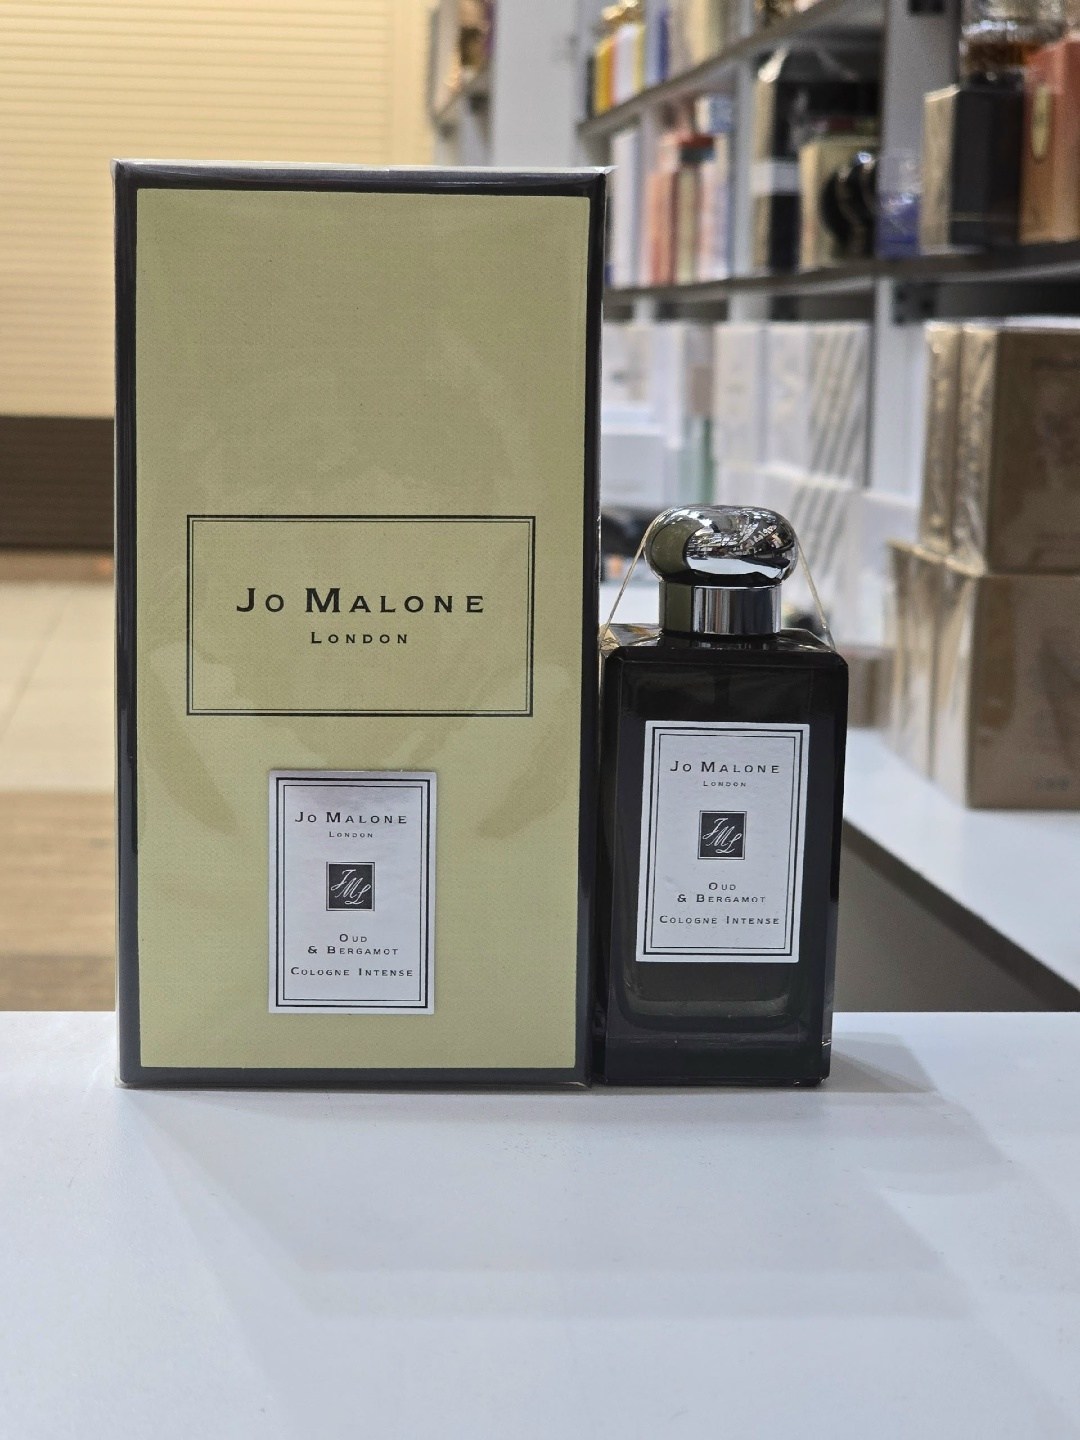 Jo Malone
London
Jo Malone
London
JML
Oud
& Bergamot
Cologne Intense
Jo Malone
London
JML
Oud
& Bergamot
Cologne Intense